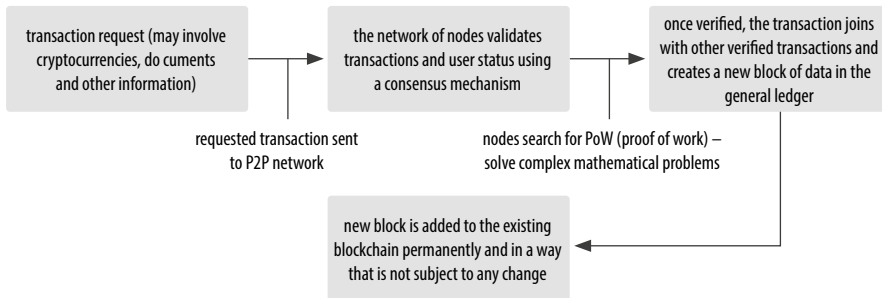 transaction request (may involve
cryptocurrencies, do cuments
and other information)
the network of nodes validates
transactions and user status using
a consensus mechanism
once verified, the transaction joins
with other verified transactions and
creates a new block of data in the
general ledger
requested transaction sent
to P2P network
nodes search for PoW (proof of work) –
solve complex mathematical problems
new block is added to the existing
blockchain permanently and in a way
that is not subject to any change